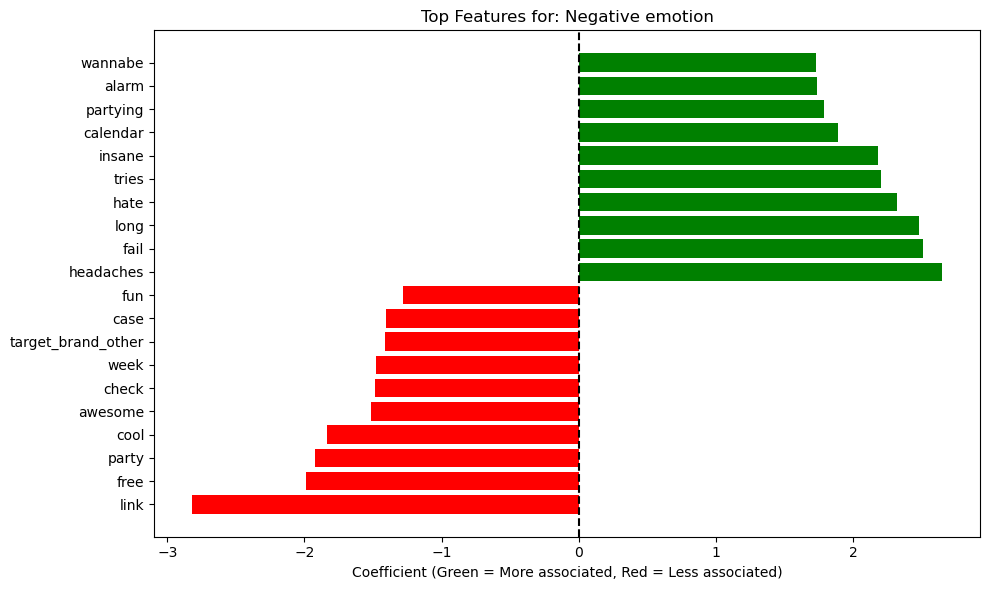 Top Features for: Negative emotion
wannabe
alarm
partying
calendar
insane
tries
hate
long
fail
headaches
fun
case
target_brand_other
week
check
awesome
cool
party
free
link
−3 −2 −1 0 1 2
Coefficient (Green = More associated, Red = Less associated)